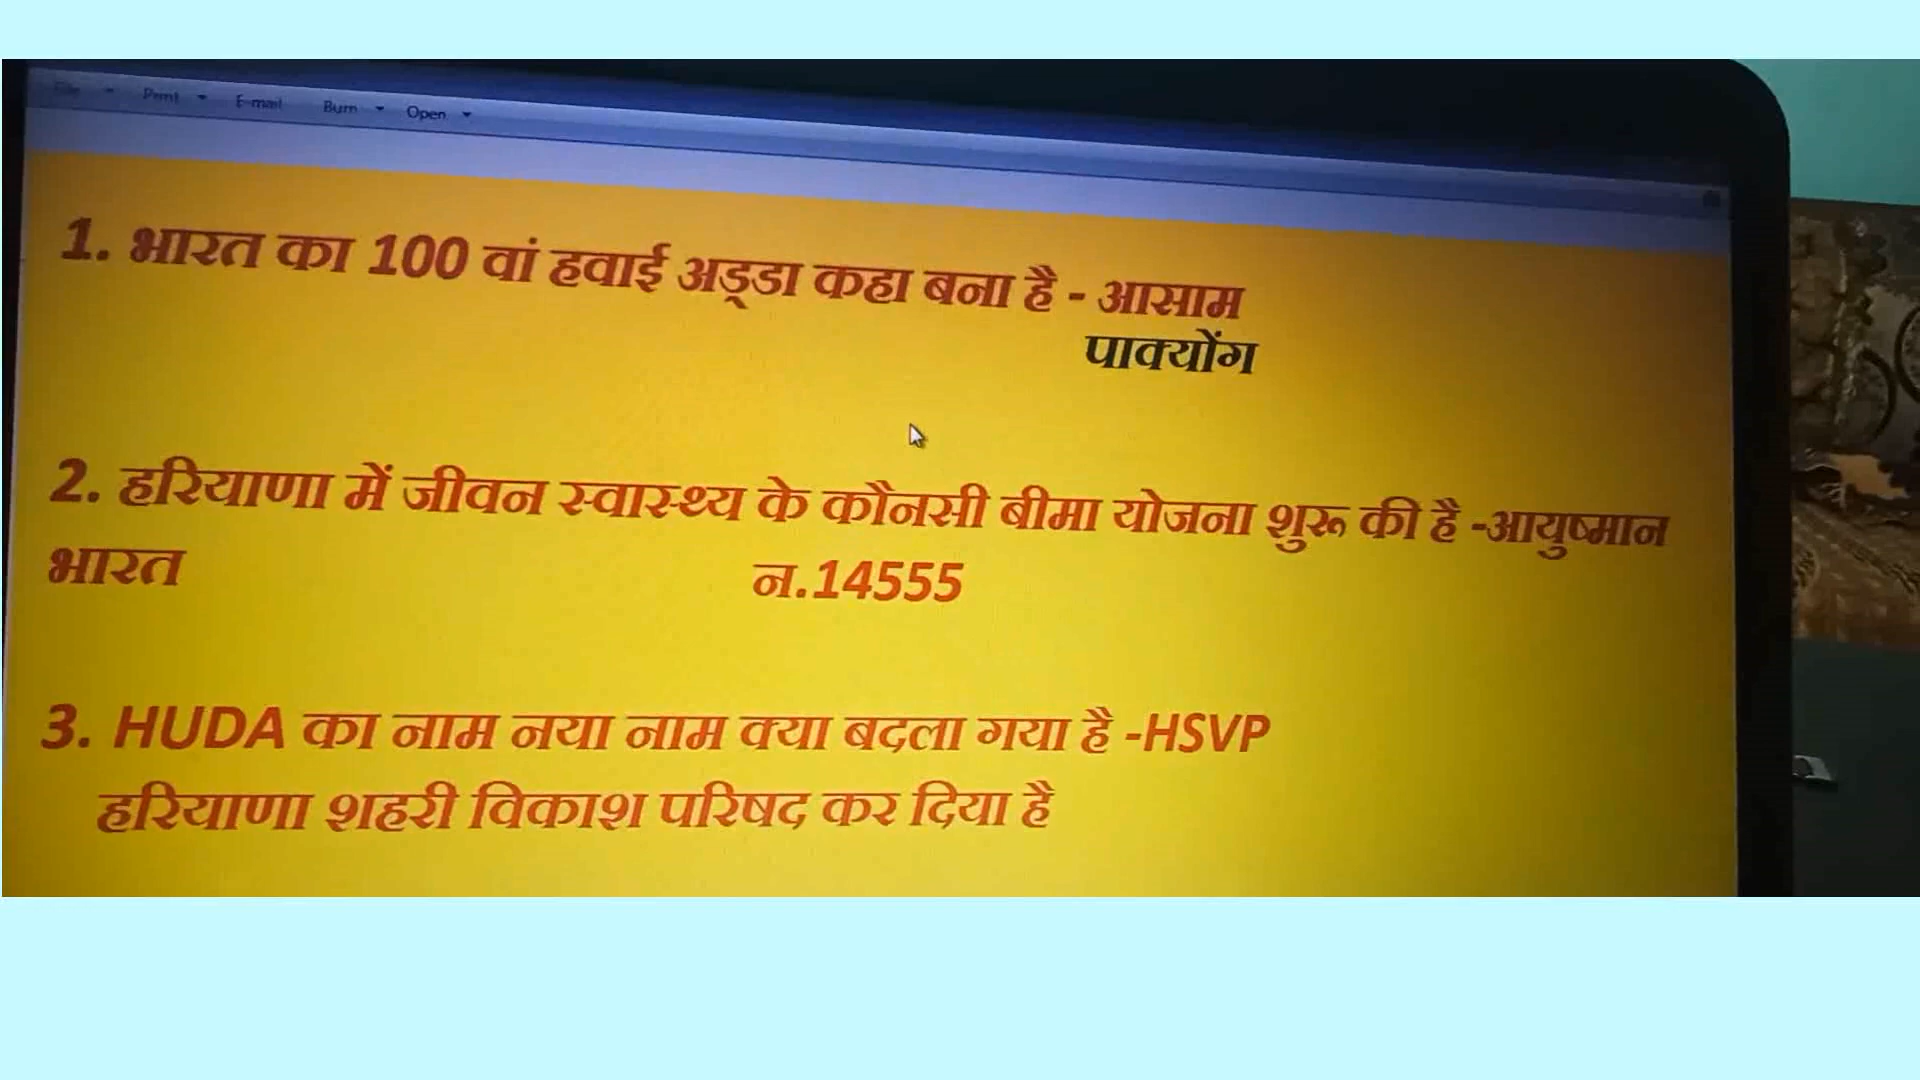 File Print E-mail Burn Open
1. भारत का 100 वां हवाई अड्डा कहा बना है - आसाम
पाक्योंग
2. हरियाणा में जीवन स्वास्थ्य के कौनसी बीमा योजना शुरू की है -आयुष्मान
भारत न.14555
3. HUDA का नाम नया नाम क्या बदला गया है -HSVP
हरियाणा शहरी विकाश परिषद कर दिया है